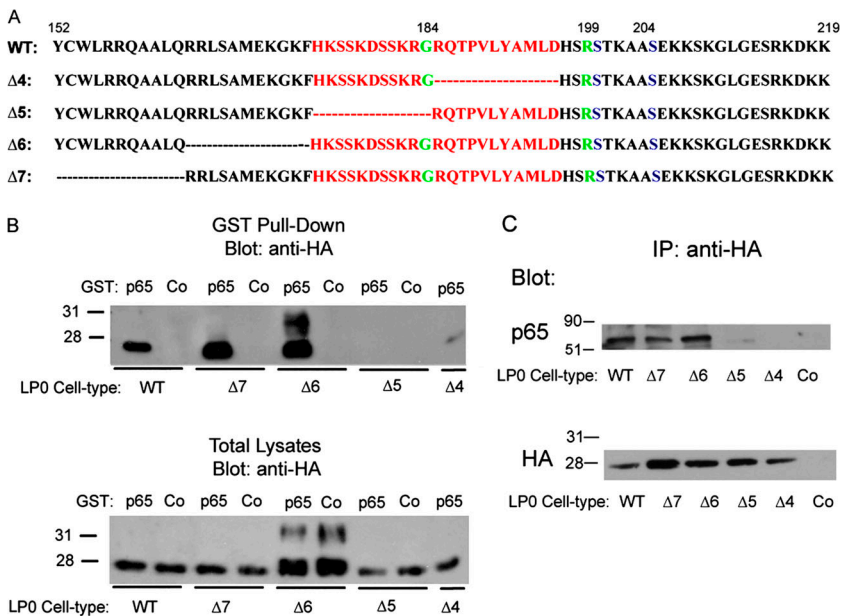 A
152 184 199 204 219
WT: YCWLRRQAALQRRLSAMEKGKFHKSSKDSSKRGRQTPVLYAMLDHSRSTKAASEKKSKGLGESRKDKK
Δ4: YCWLRRQAALQRRLSAMEKGKFHKSSKDSSKRG-------------------HSRSTKAASEKKSKGLGESRKDKK
Δ5: YCWLRRQAALQRRLSAMEKGKF------------------RQTPVLYAMLDHSRSTKAASEKKSKGLGESRKDKK
Δ6: YCWLRRQAALQ-------------------HKSSKDSSKRGRQTPVLYAMLDHSRSTKAASEKKSKGLGESRKDKK
Δ7: --------------------RRLSAMEKGKFHKSSKDSSKRGRQTPVLYAMLDHSRSTKAASEKKSKGLGESRKDKK
B
GST Pull-Down
Blot: anti-HA
GST: p65 Co p65 Co p65 Co p65 Co p65
31
28
LP0 Cell-type: WT Δ7 Δ6 Δ5 Δ4
Total Lysates
Blot: anti-HA
GST: p65 Co p65 Co p65 Co p65 Co p65
31
28
LP0 Cell-type: WT Δ7 Δ6 Δ5 Δ4
C
IP: anti-HA
Blot:
90
p65
51
LP0 Cell-type: WT Δ7 Δ6 Δ5 Δ4 Co
31
HA
28
LP0 Cell-type: WT Δ7 Δ6 Δ5 Δ4 Co